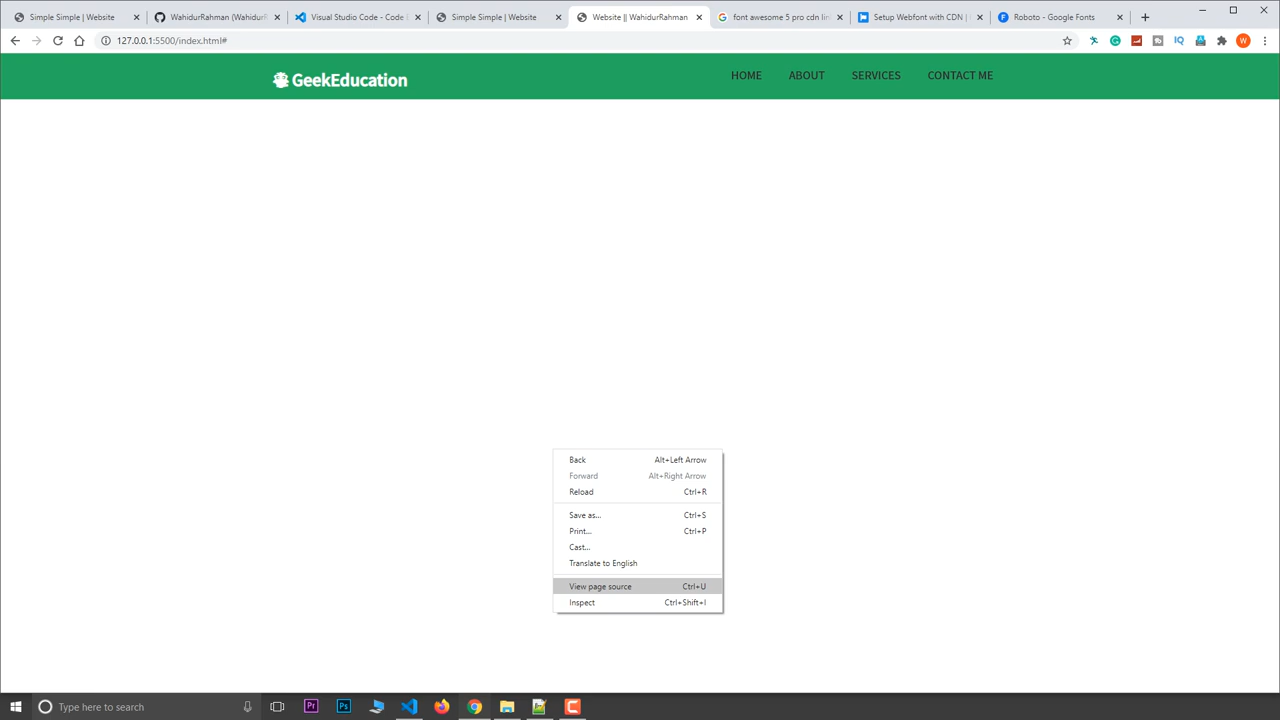 Simple Simple | Website
WahidurRahman (Wahidur
Visual Studio Code - Code
Simple Simple | Website
Website || WahidurRahman
font awesome 5 pro cdn lin
Setup Webfont with CDN |
Roboto - Google Fonts
127.0.0.1:5500/index.html#
IQ
W
GeekEducation
HOME
ABOUT
SERVICES
CONTACT ME
Back Alt+Left Arrow
Forward Alt+Right Arrow
Reload Ctrl+R
Save as... Ctrl+S
Print... Ctrl+P
Cast...
Translate to English
View page source Ctrl+U
Inspect Ctrl+Shift+I
Type here to search
Pr
Ps